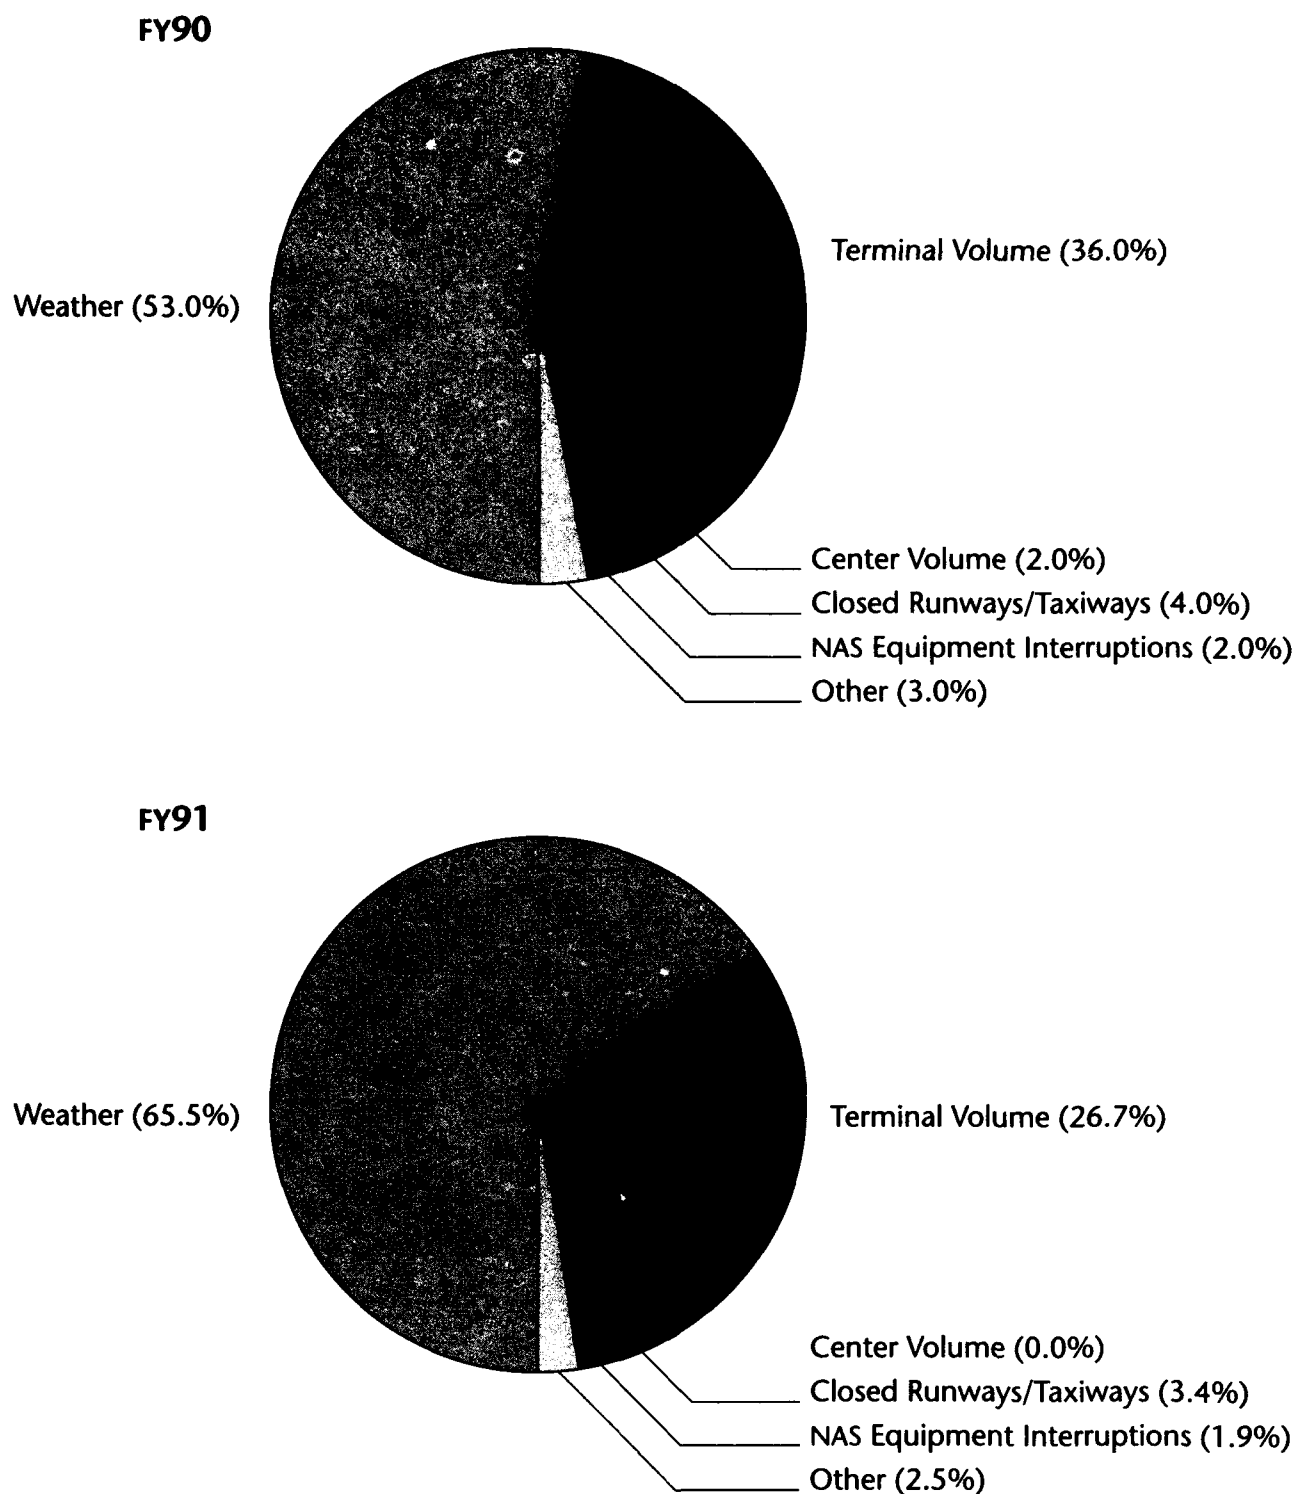 FY90
Terminal Volume (36.0%)
Weather (53.0%)
Center Volume (2.0%)
Closed Runways/Taxiways (4.0%)
NAS Equipment Interruptions (2.0%)
Other (3.0%)
FY91
Weather (65.5%)
Terminal Volume (26.7%)
Center Volume (0.0%)
Closed Runways/Taxiways (3.4%)
NAS Equipment Interruptions (1.9%)
Other (2.5%)